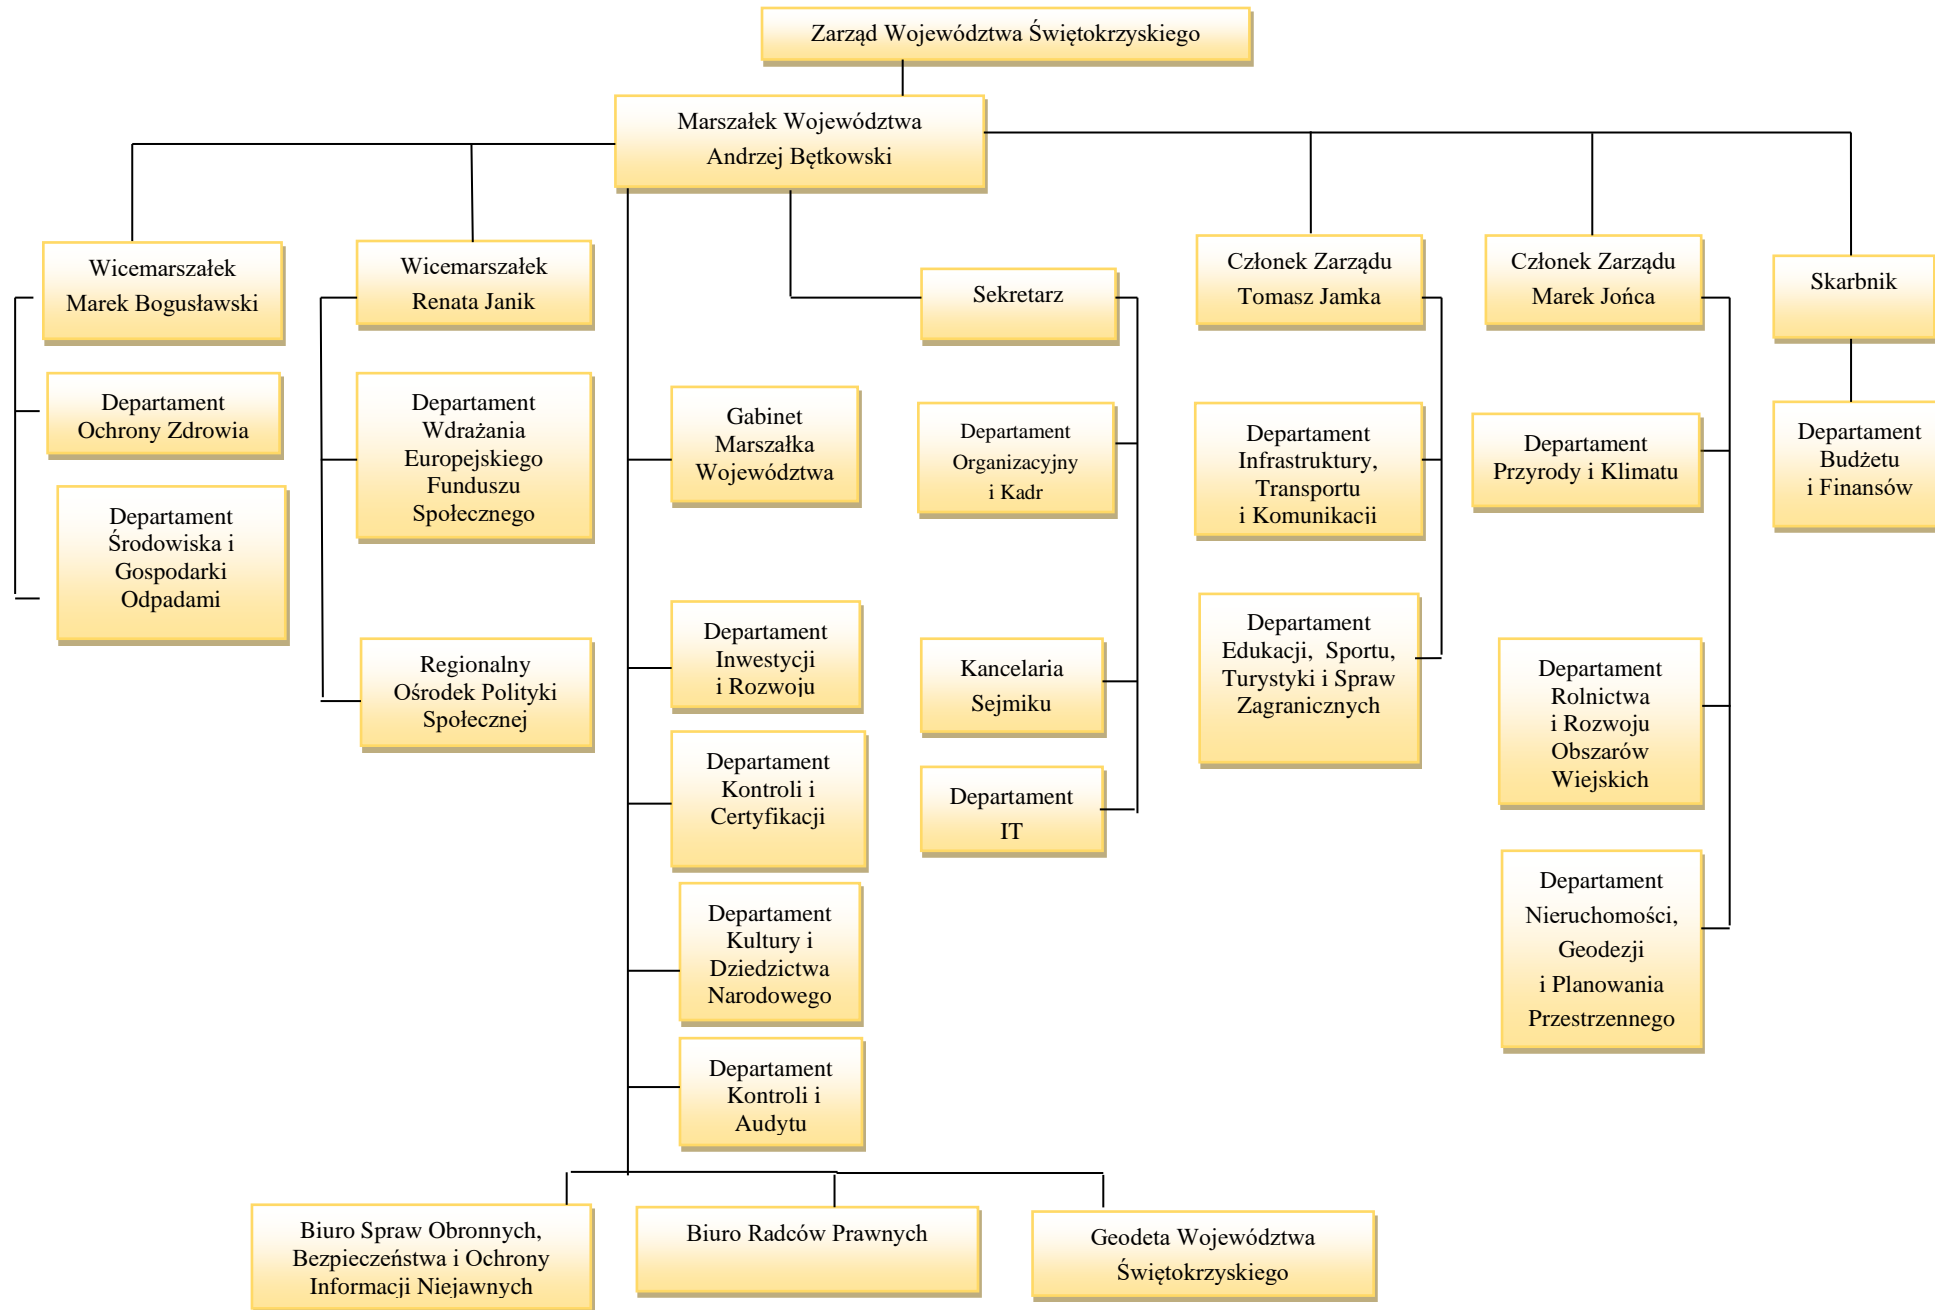 Zarząd Województwa Świętokrzyskiego
Marszałek Województwa
Andrzej Bętkowski
Wicemarszałek
Marek Bogusławski
Wicemarszałek
Renata Janik
Sekretarz
Członek Zarządu
Tomasz Jamka
Członek Zarządu
Marek Jońca
Skarbnik
Departament
Ochrony Zdrowia
Departament
Środowiska i
Gospodarki
Odpadami
Departament
Wdrażania
Europejskiego
Funduszu
Społecznego
Regionalny
Ośrodek Polityki
Społecznej
Gabinet
Marszałka
Województwa
Departament
Inwestycji
i Rozwoju
Departament
Kontroli i
Certyfikacji
Departament
Kultury i
Dziedzictwa
Narodowego
Departament
Kontroli i
Audytu
Departament
Organizacyjny
i Kadr
Kancelaria
Sejmiku
Departament
IT
Departament
Infrastruktury,
Transportu
i Komunikacji
Departament
Edukacji, Sportu,
Turystyki i Spraw
Zagranicznych
Departament
Przyrody i Klimatu
Departament
Rolnictwa
i Rozwoju
Obszarów
Wiejskich
Departament
Nieruchomości,
Geodezji
i Planowania
Przestrzennego
Departament
Budżetu
i Finansów
Biuro Spraw Obronnych,
Bezpieczeństwa i Ochrony
Informacji Niejawnych
Biuro Radców Prawnych
Geodeta Województwa
Świętokrzyskiego